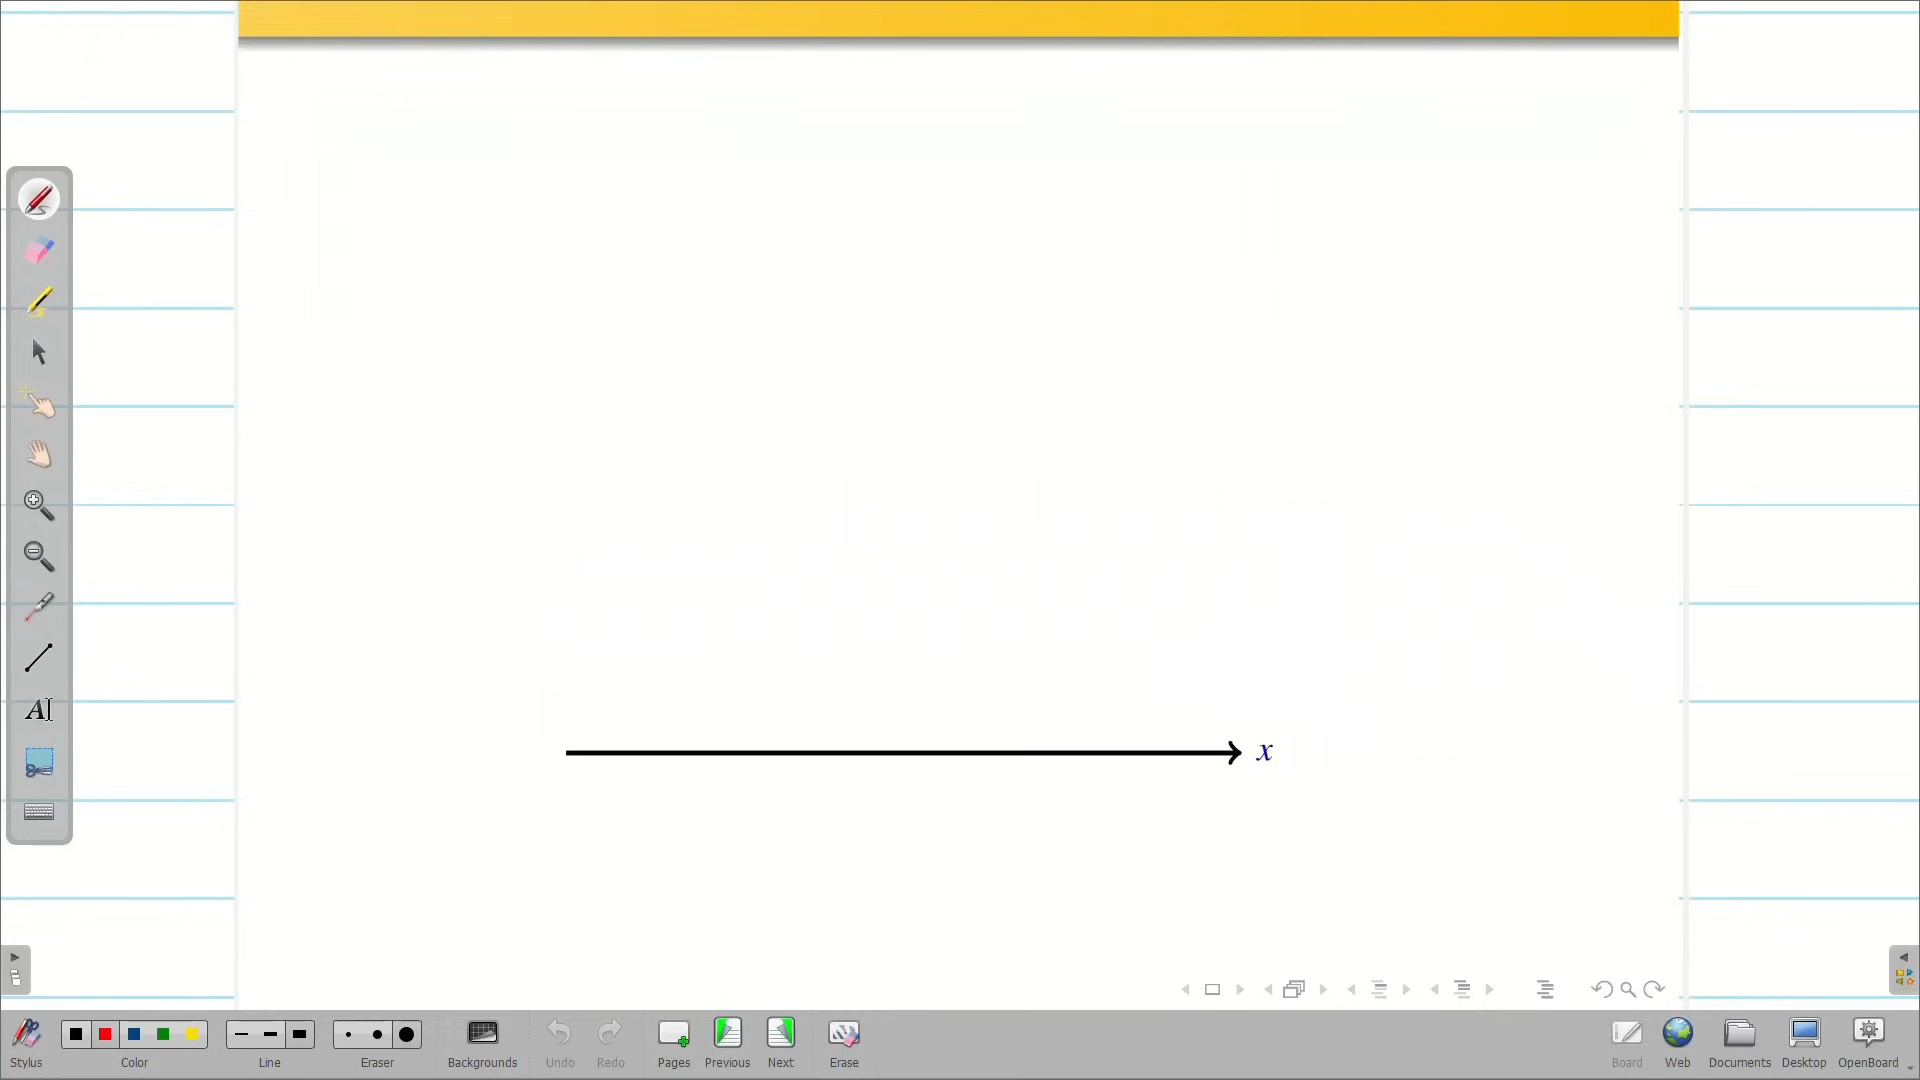 x
A
Stylus
Color
Line
Eraser
Backgrounds
Undo
Redo
Pages
Previous
Next
Erase
Board
Web
Documents
Desktop
OpenBoard